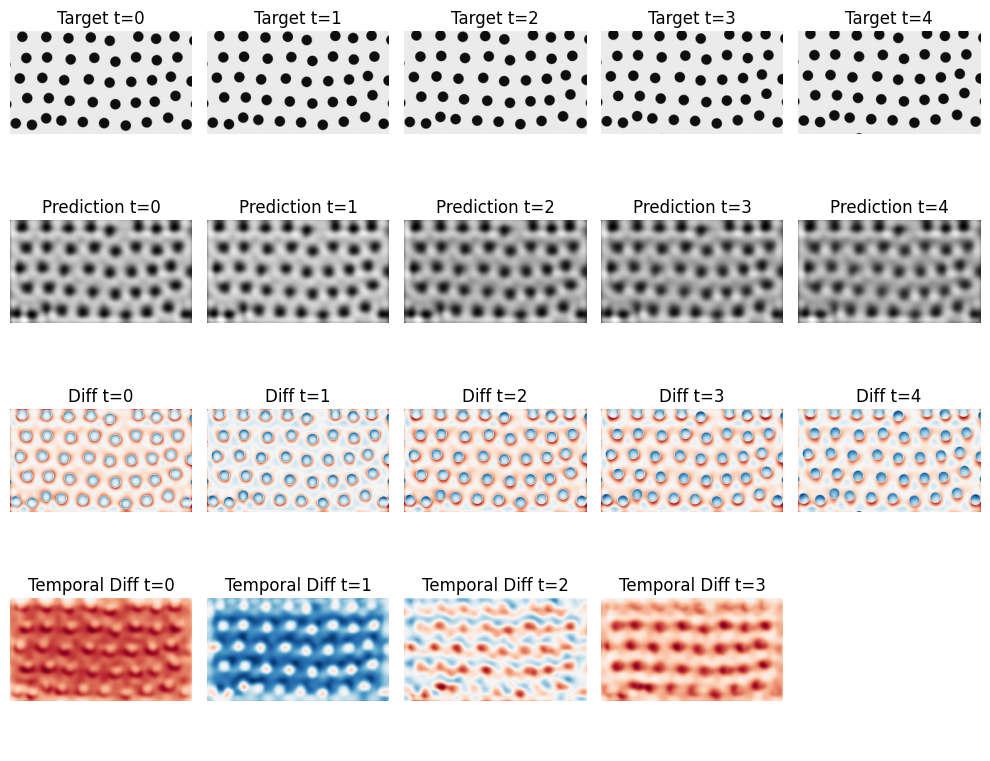 Target t=0 Target t=1 Target t=2 Target t=3 Target t=4
Prediction t=0 Prediction t=1 Prediction t=2 Prediction t=3 Prediction t=4
Diff t=0 Diff t=1 Diff t=2 Diff t=3 Diff t=4
Temporal Diff t=0 Temporal Diff t=1 Temporal Diff t=2 Temporal Diff t=3